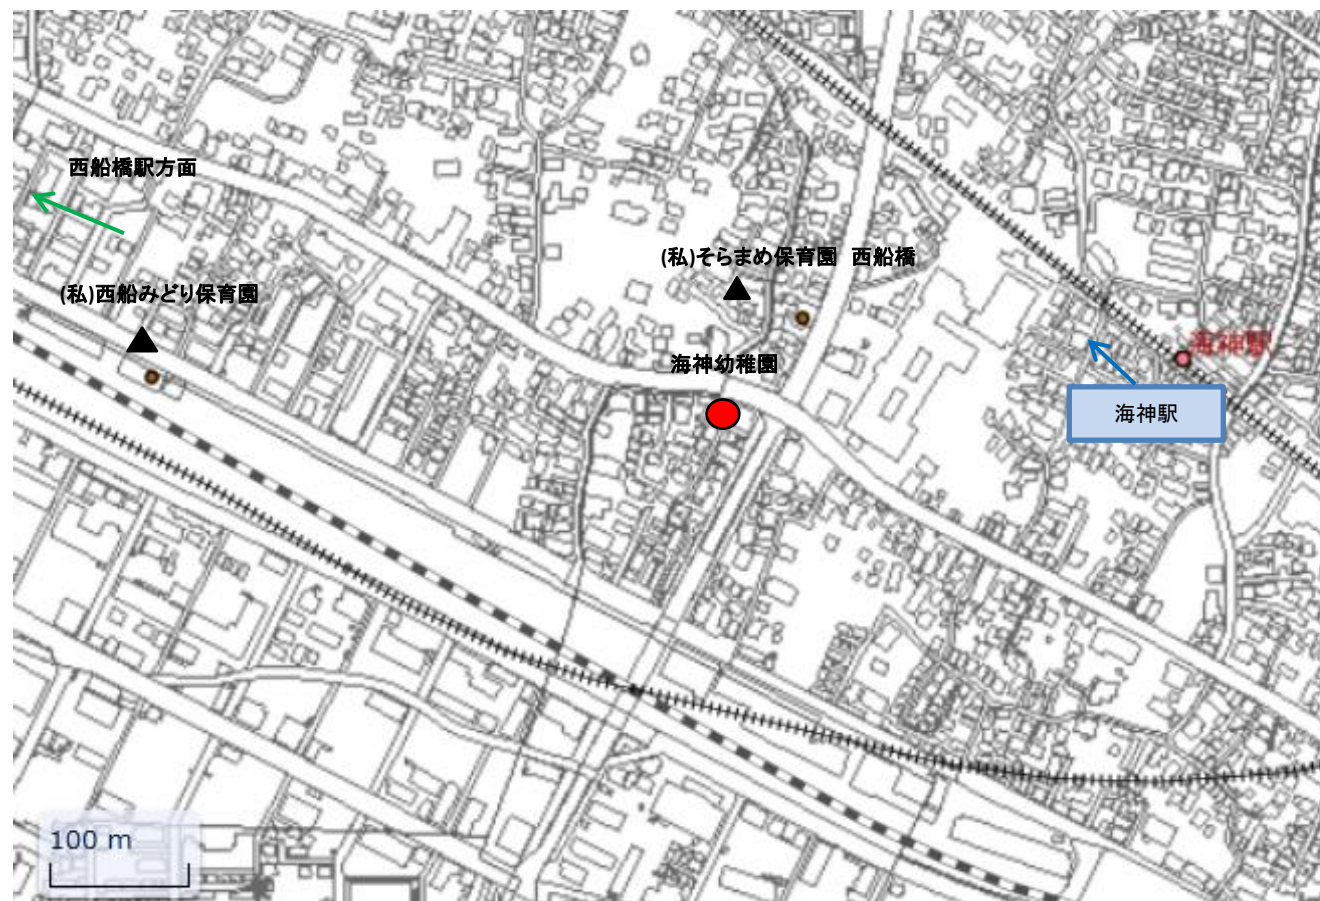 西船橋駅方面
(私)そらまめ保育園　西船橋
(私)西船みどり保育園
海神駅
海神幼稚園
海神駅
100 m